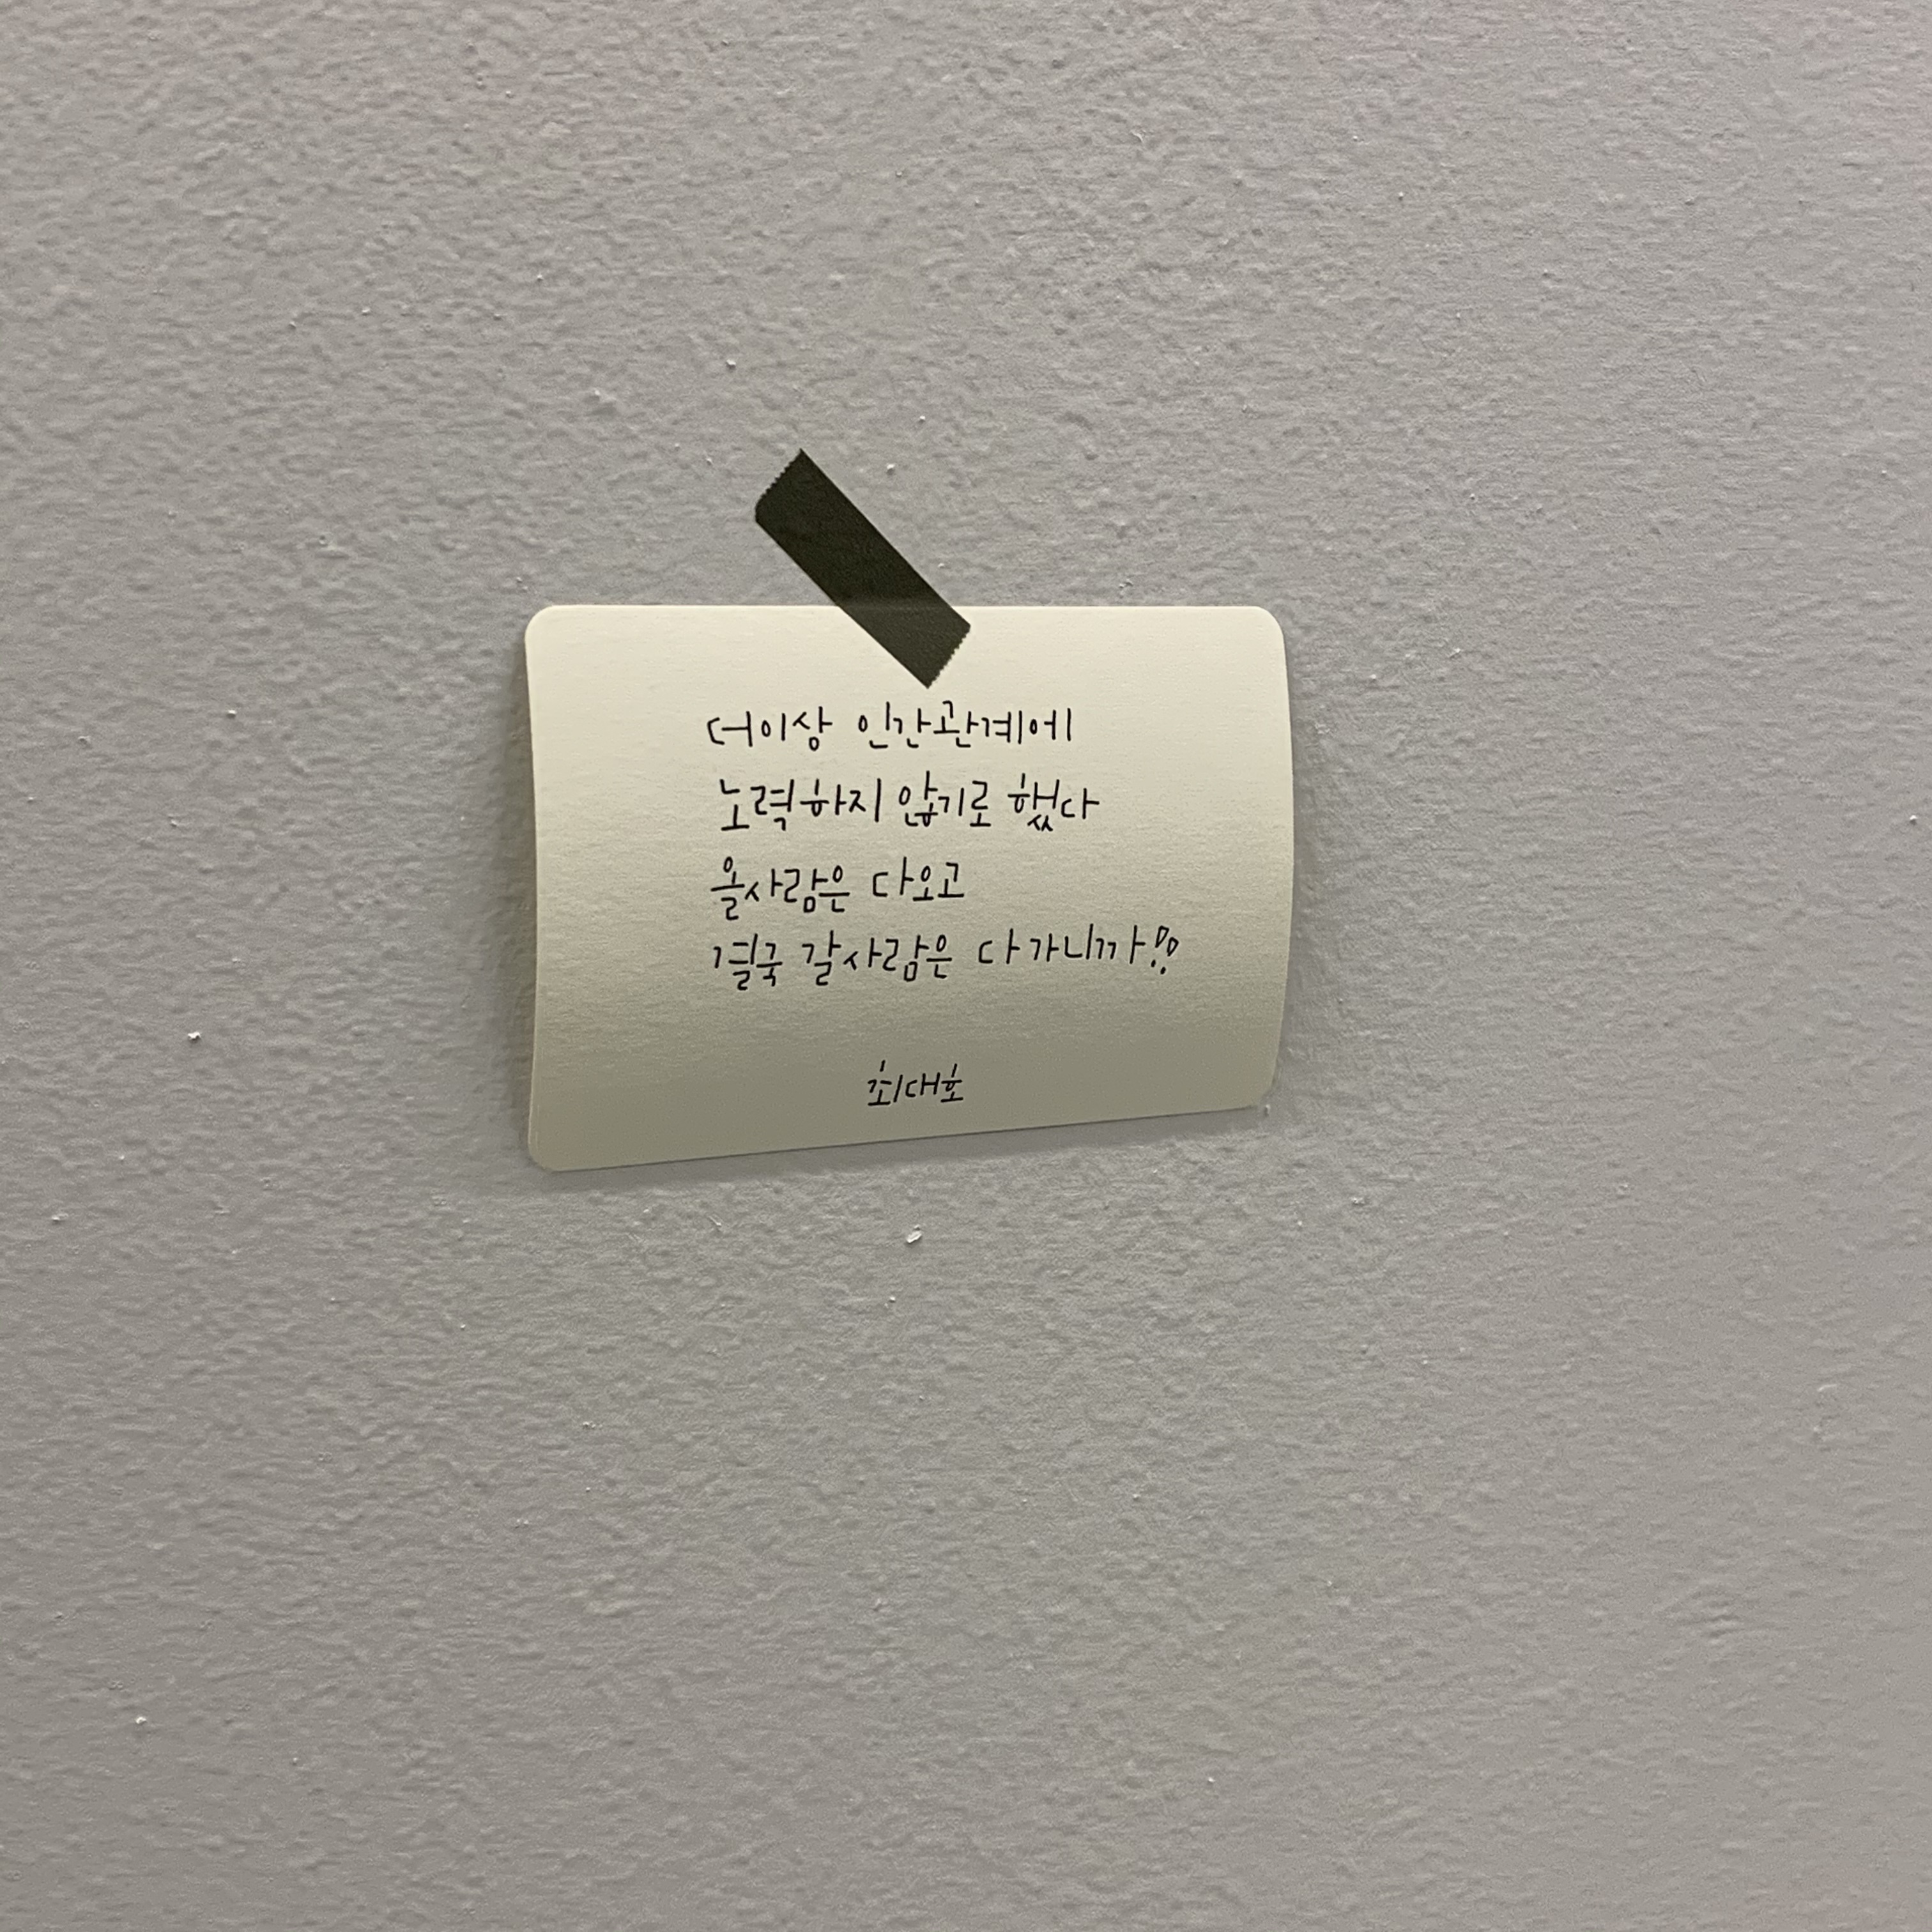 더이상 인간관계에
노력하지 않기로 했다
올사람은 다오고
결국 갈사람은 다가니까!!
최대호